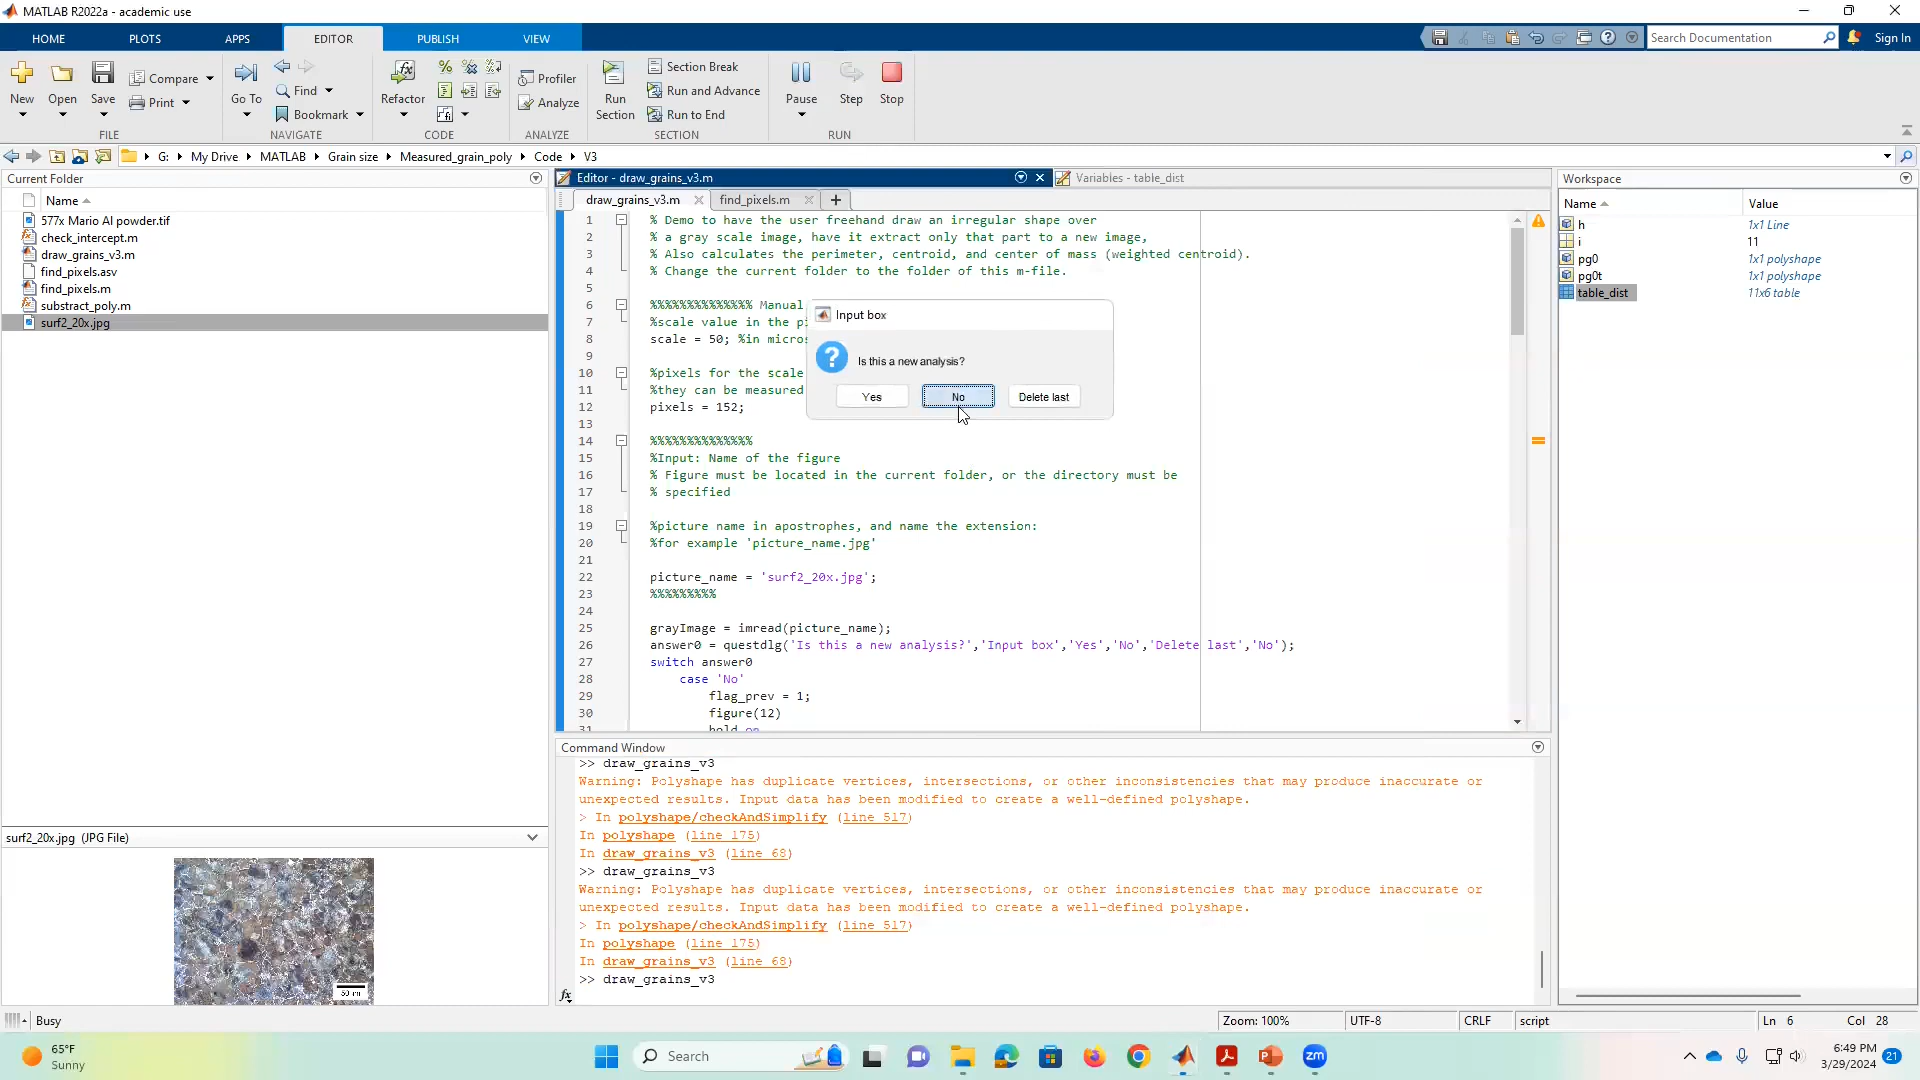 MATLAB R2022a - academic use
HOME PLOTS APPS EDITOR PUBLISH VIEW
Search Documentation
Sign In
New Open Save
Compare
Print
FILE
Go To
Find
Bookmark
NAVIGATE
Refactor
CODE
Profiler
Analyze
ANALYZE
Run Section
Section Break
Run and Advance
Run to End
SECTION
Pause Step Stop
RUN
G: My Drive MATLAB Grain size Measured_grain_poly Code V3
Current Folder
Name
577x Mario Al powder.tif
check_intercept.m
draw_grains_v3.m
find_pixels.asv
find_pixels.m
substract_poly.m
surf2_20x.jpg
surf2_20x.jpg (JPG File)
Editor - draw_grains_v3.m
Variables - table_dist
draw_grains_v3.m find_pixels.m
1 % Demo to have the user freehand draw an irregular shape over
2 % a gray scale image, have it extract only that part to a new image,
3 % Also calculates the perimeter, centroid, and center of mass (weighted centroid).
4 % Change the current folder to the folder of this m-file.
5
6 %%%%%%%%%%%%%% Manual
7 %scale value in the pi
8 scale = 50; %in micros
9
10 %pixels for the scale
11 %they can be measured
12 pixels = 152;
13
14 %%%%%%%%%%%%%%
15 %Input: Name of the figure
16 % Figure must be located in the current folder, or the directory must be
17 % specified
18
19 %picture name in apostrophes, and name the extension:
20 %for example 'picture_name.jpg'
21
22 picture_name = 'surf2_20x.jpg';
23 %%%%%%%%%
24
25 grayImage = imread(picture_name);
26 answer0 = questdlg('Is this a new analysis?','Input box','Yes','No','Delete last','No');
27 switch answer0
28 case 'No'
29 flag_prev = 1;
30 figure(12)
31 hold on
Input box
Is this a new analysis?
Yes No Delete last
Command Window
>> draw_grains_v3
Warning: Polyshape has duplicate vertices, intersections, or other inconsistencies that may produce inaccurate or
unexpected results. Input data has been modified to create a well-defined polyshape.
> In polyshape/checkAndSimplify (line 517)
In polyshape (line 175)
In draw_grains_v3 (line 68)
>> draw_grains_v3
Warning: Polyshape has duplicate vertices, intersections, or other inconsistencies that may produce inaccurate or
unexpected results. Input data has been modified to create a well-defined polyshape.
> In polyshape/checkAndSimplify (line 517)
In polyshape (line 175)
In draw_grains_v3 (line 68)
>> draw_grains_v3
fx
Workspace
Name Value
h 1x1 Line
i 11
pg0 1x1 polyshape
pg0t 1x1 polyshape
table_dist 11x6 table
Busy
Zoom: 100% UTF-8 CRLF script Ln 6 Col 28
65°F
Sunny
Search
zm
6:49 PM
3/29/2024
21